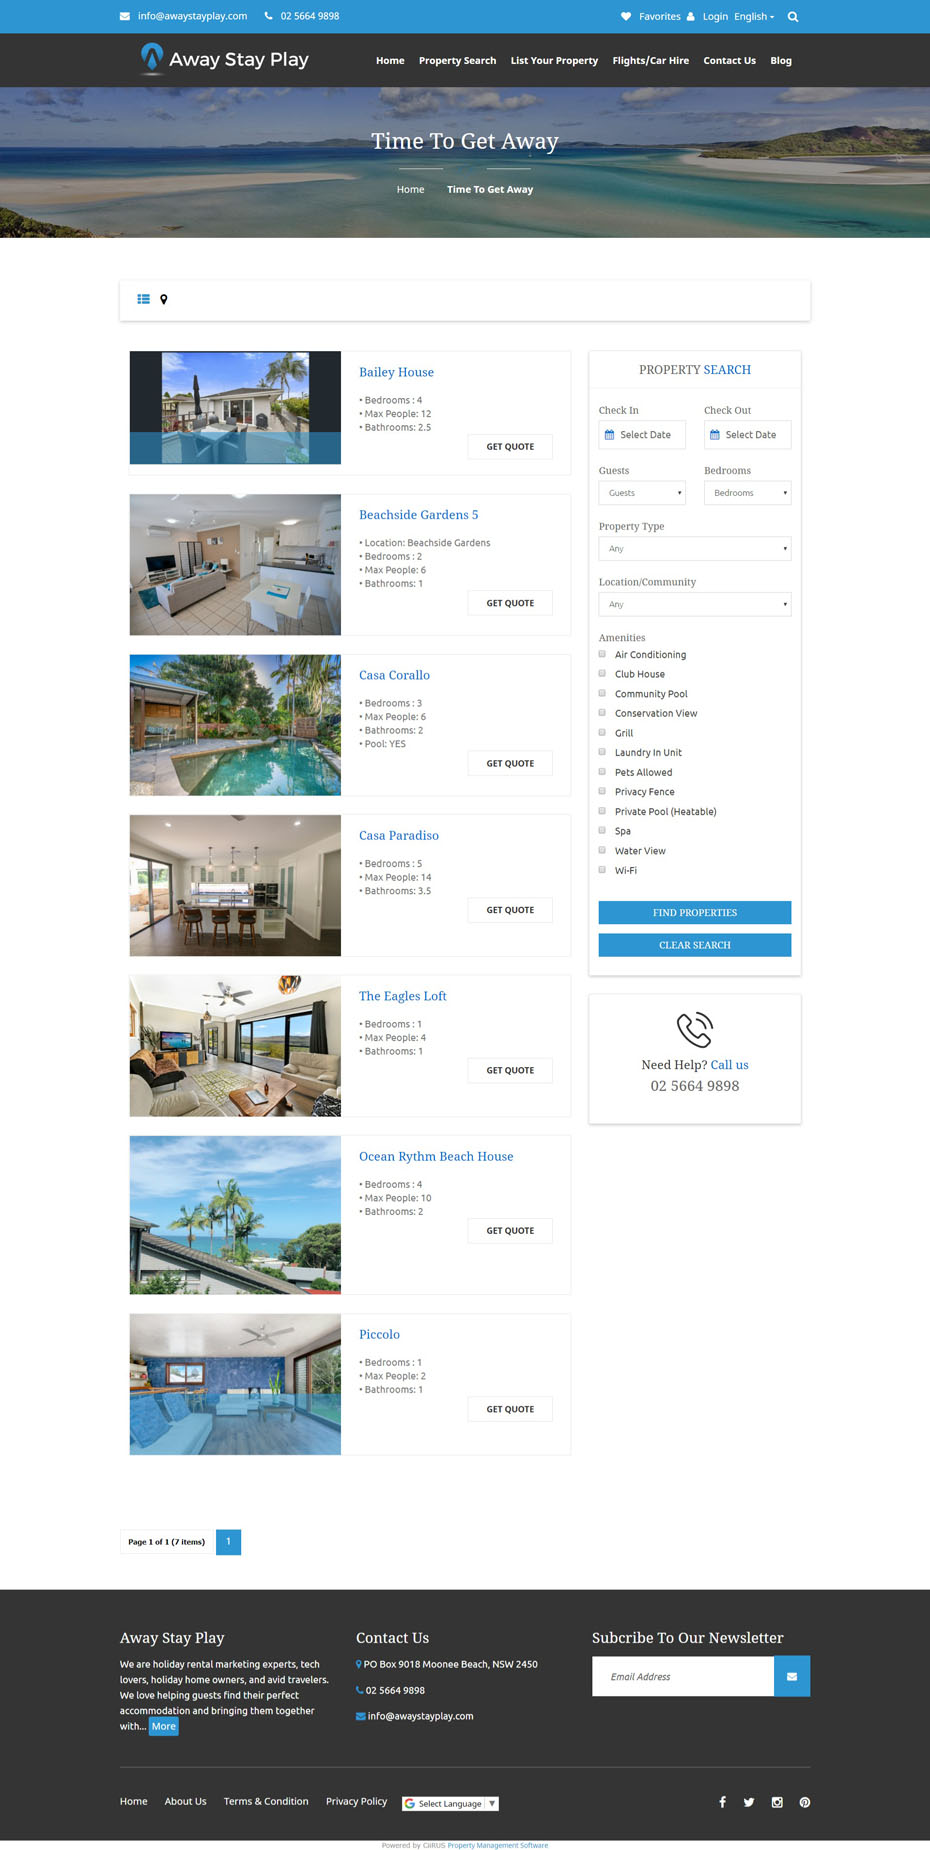 info@awaystayplay.com 02 5664 9898 Favorites Login English
Away Stay Play Home Property Search List Your Property Flights/Car Hire Contact Us Blog
Time To Get Away
Home Time To Get Away
Bailey House
• Bedrooms : 4
• Max People: 12
• Bathrooms: 2.5
GET QUOTE
Beachside Gardens 5
• Location: Beachside Gardens
• Bedrooms : 2
• Max People: 6
• Bathrooms: 1
GET QUOTE
Casa Corallo
• Bedrooms : 3
• Max People: 6
• Bathrooms: 2
• Pool: YES
GET QUOTE
Casa Paradiso
• Bedrooms : 5
• Max People: 14
• Bathrooms: 3.5
GET QUOTE
The Eagles Loft
• Bedrooms : 1
• Max People: 4
• Bathrooms: 1
GET QUOTE
Ocean Rythm Beach House
• Bedrooms : 4
• Max People: 10
• Bathrooms: 2
GET QUOTE
Piccolo
• Bedrooms : 1
• Max People: 2
• Bathrooms: 1
GET QUOTE
PROPERTY SEARCH
Check In Check Out
Select Date Select Date
Guests Bedrooms
Guests Bedrooms
Property Type
Any
Location/Community
Any
Amenities
Air Conditioning
Club House
Community Pool
Conservation View
Grill
Laundry In Unit
Pets Allowed
Privacy Fence
Private Pool (Heatable)
Spa
Water View
Wi-Fi
FIND PROPERTIES
CLEAR SEARCH
Need Help? Call us
02 5664 9898
Page 1 of 1 (7 items) 1
Away Stay Play
We are holiday rental marketing experts, tech
lovers, holiday home owners, and avid travelers.
We love helping guests find their perfect
accommodation and bringing them together
with... More
Contact Us
PO Box 9018 Moonee Beach, NSW 2450
02 5664 9898
info@awaystayplay.com
Subcribe To Our Newsletter
Email Address
Home About Us Terms & Condition Privacy Policy Select Language ▼
Powered by CiiRUS Property Management Software